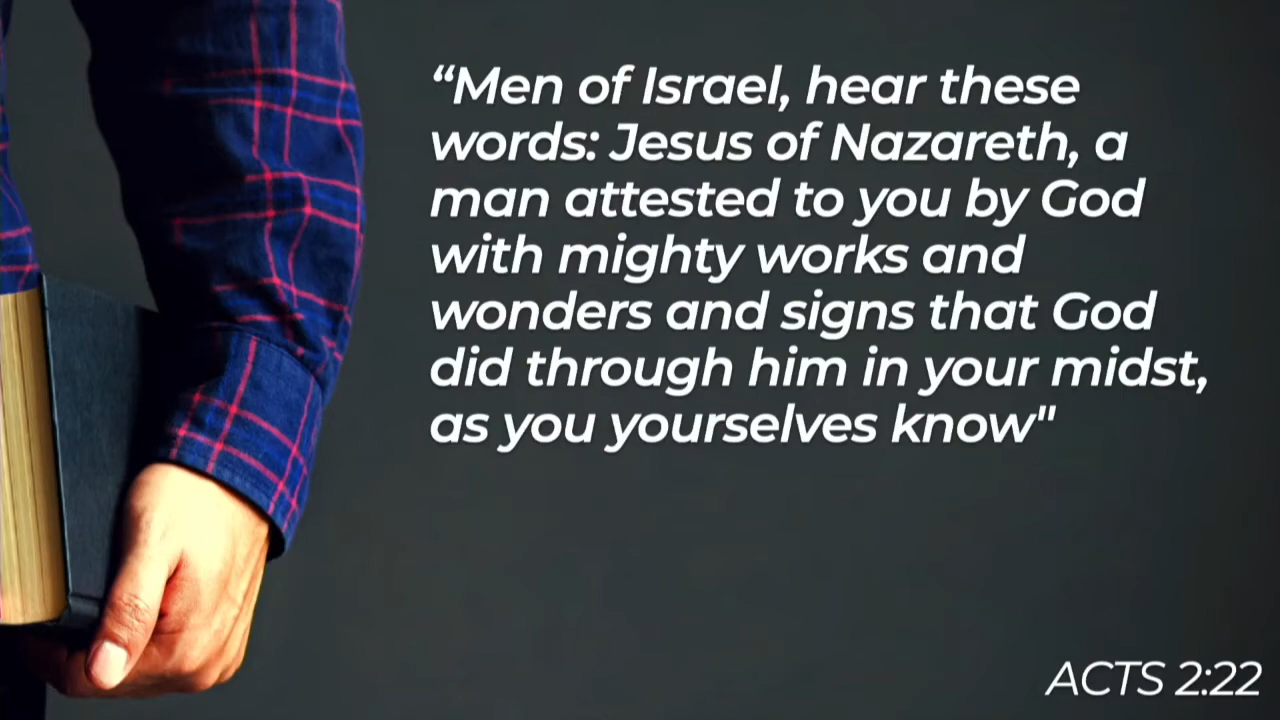 “Men of Israel, hear these
words: Jesus of Nazareth, a
man attested to you by God
with mighty works and
wonders and signs that God
did through him in your midst,
as you yourselves know"
ACTS 2:22